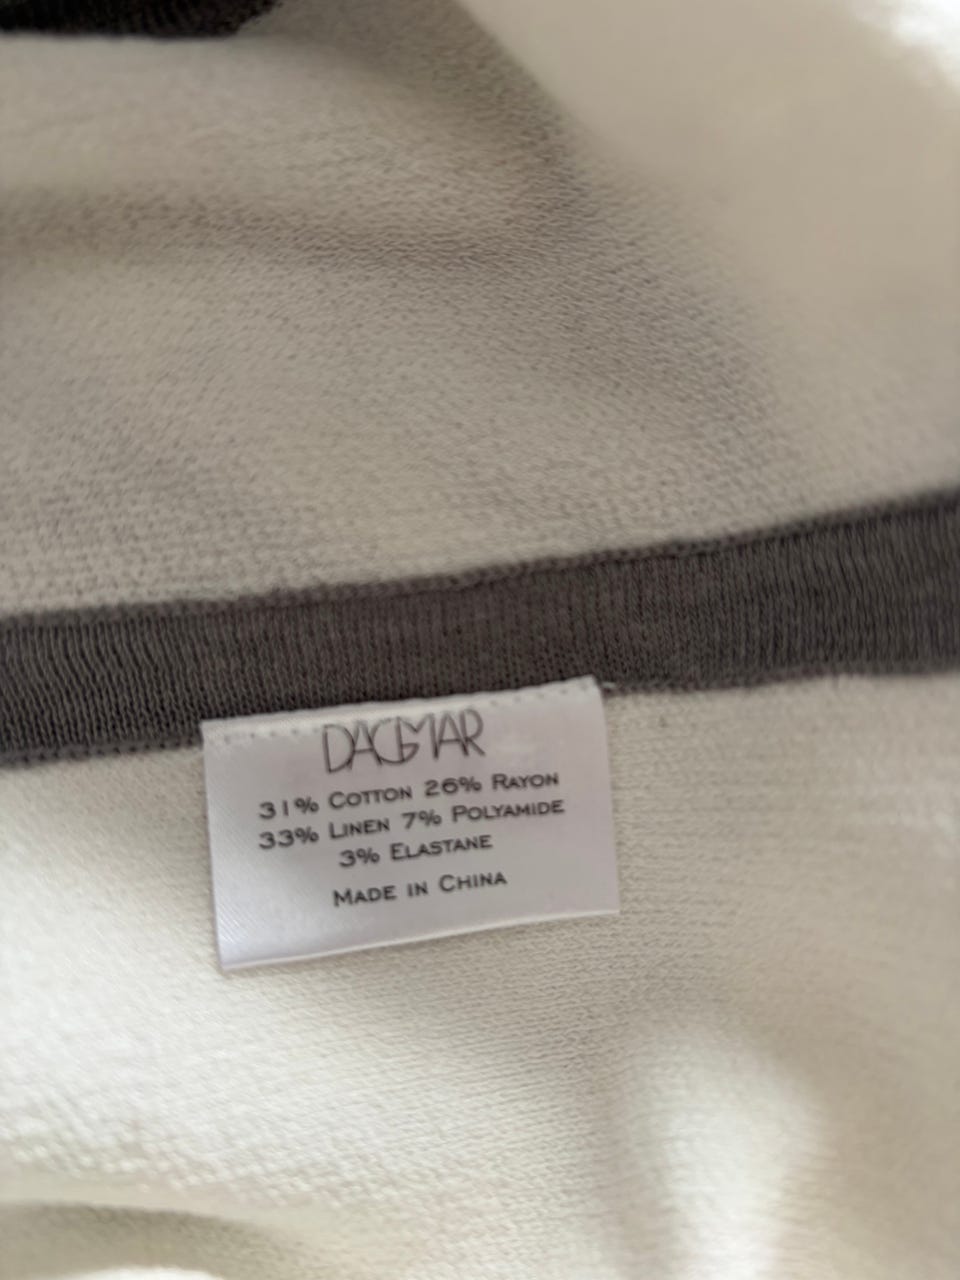 DAGMAR
31% COTTON 26% RAYON
33% LINEN 7% POLYAMIDE
3% ELASTANE
MADE IN CHINA